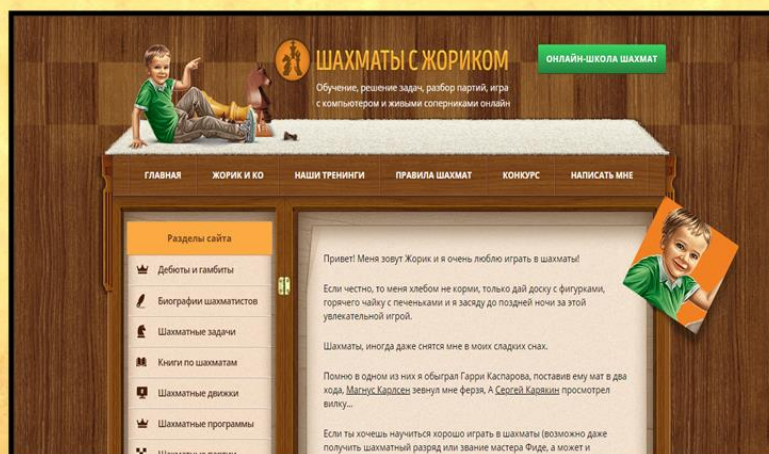 ШАХМАТЫ С ЖОРИКОМ
ОНЛАЙН-ШКОЛА ШАХМАТ
Обучение, решение задач, разбор партий, игра
с компьютером и живыми соперниками онлайн
ГЛАВНАЯ ЖОРИК И КО НАШИ ТРЕНИНГИ ПРАВИЛА ШАХМАТ КОНКУРС НАПИСАТЬ МНЕ
Разделы сайта
Дебюты и гамбиты
Биографии шахматистов
Шахматные задачи
Книги по шахматам
Шахматные движки
Шахматные программы
Привет! Меня зовут Жорик и я очень люблю играть в шахматы!
Если честно, то меня хлебом не корми, только дай доску с фигурками,
горячего чайку с печеньками и я засяду до поздней ночи за этой
увлекательной игрой.
Шахматы, иногда даже снятся мне в моих сладких снах.
Помню в одном из них я обыграл Гарри Каспарова, поставив ему мат в два
хода, Магнус Карлсен зевнул мне ферзя, А Сергей Карякин просмотрел
вилку...
Если ты хочешь научиться хорошо играть в шахматы (возможно даже
получить шахматный разряд или звание мастера Фиде, а может и